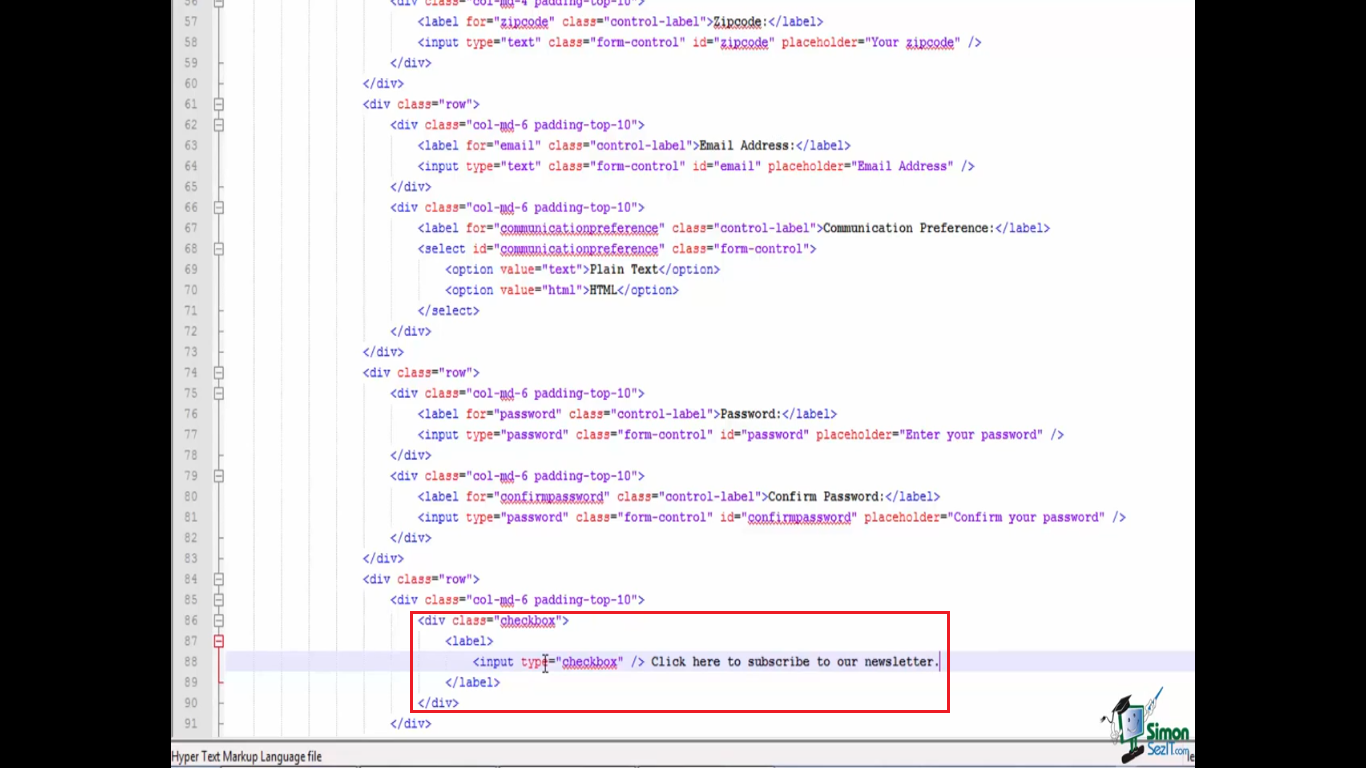 56 <div class="col-md-4 padding-top-10">
57 <label for="zipcode" class="control-label">Zipcode:</label>
58 <input type="text" class="form-control" id="zipcode" placeholder="Your zipcode" />
59 </div>
60 </div>
61 <div class="row">
62 <div class="col-md-6 padding-top-10">
63 <label for="email" class="control-label">Email Address:</label>
64 <input type="text" class="form-control" id="email" placeholder="Email Address" />
65 </div>
66 <div class="col-md-6 padding-top-10">
67 <label for="communicationpreference" class="control-label">Communication Preference:</label>
68 <select id="communicationpreference" class="form-control">
69 <option value="text">Plain Text</option>
70 <option value="html">HTML</option>
71 </select>
72 </div>
73 </div>
74 <div class="row">
75 <div class="col-md-6 padding-top-10">
76 <label for="password" class="control-label">Password:</label>
77 <input type="password" class="form-control" id="password" placeholder="Enter your password" />
78 </div>
79 <div class="col-md-6 padding-top-10">
80 <label for="confirmpassword" class="control-label">Confirm Password:</label>
81 <input type="password" class="form-control" id="confirmpassword" placeholder="Confirm your password" />
82 </div>
83 </div>
84 <div class="row">
85 <div class="col-md-6 padding-top-10">
86 <div class="checkbox">
87 <label>
88 <input type="checkbox" /> Click here to subscribe to our newsletter.
89 </label>
90 </div>
91 </div>
Simon
SezIT.com
Hyper Text Markup Language file